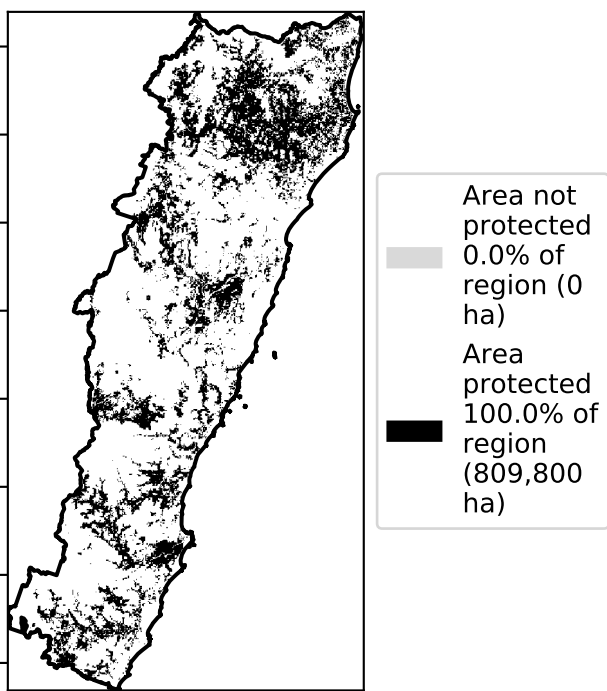 Area not
protected
0.0% of
region (0
ha)
Area
protected
100.0% of
region
(809,800
ha)